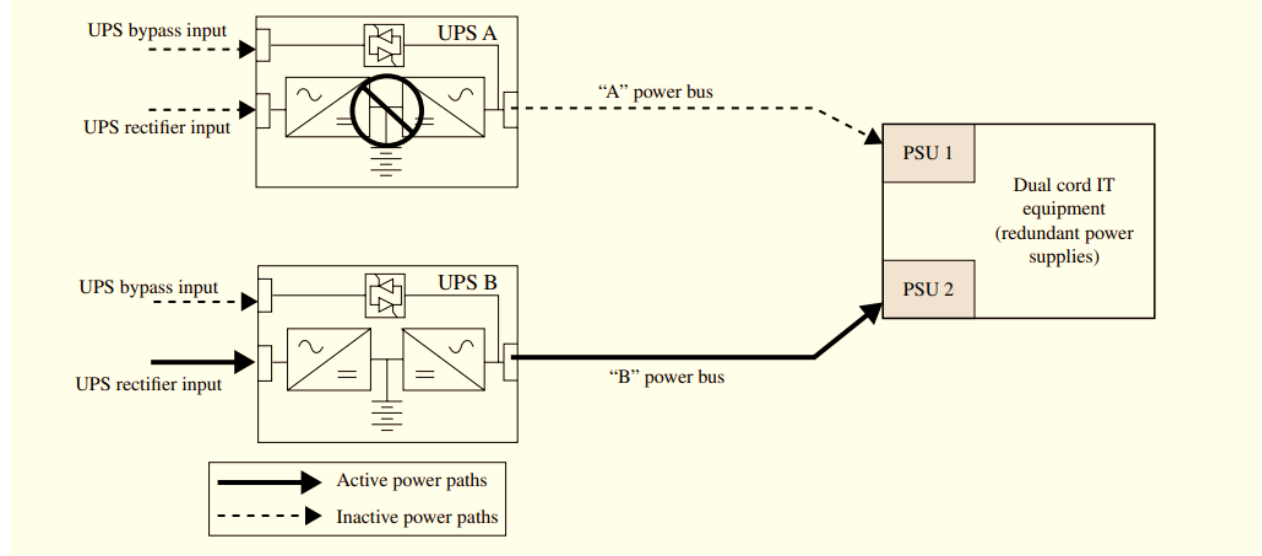 UPS bypass input
UPS A
UPS rectifier input
“A” power bus
PSU 1
Dual cord IT
equipment
(redundant power
supplies)
UPS bypass input
UPS B
PSU 2
UPS rectifier input
“B” power bus
Active power paths
Inactive power paths